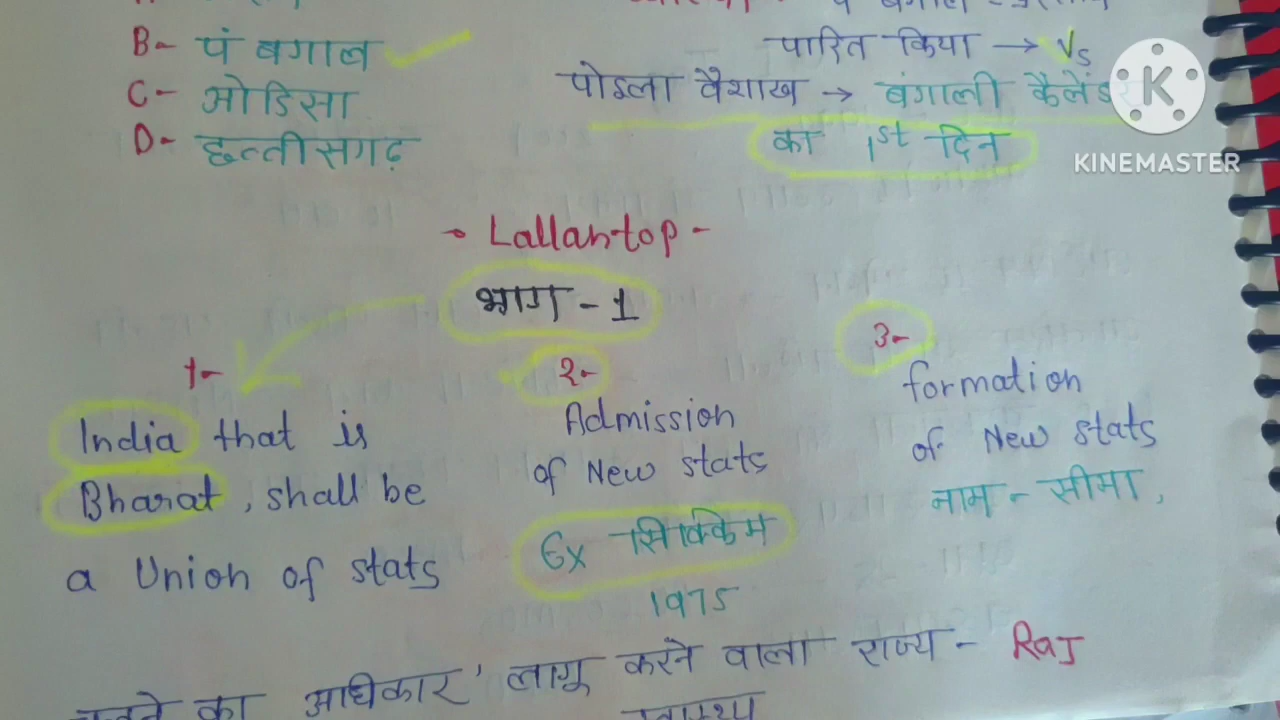 B- पं बगाल
C- ओडिसा
D- छत्तीसगढ़
पारित किया → Vs
पोइला वैशाख → बंगाली कैलेंडर
का 1st दिन
KINEMASTER
- Lallantop -
भाग - 1
1-
India that is
Bharat, shall be
a Union of stats
2-
Admission
of New stats
Ex सिक्किम
1975
3-
formation
of New stats
नाम - सीमा,
का अधिकार' लागू करने वाला राज्य - Raj